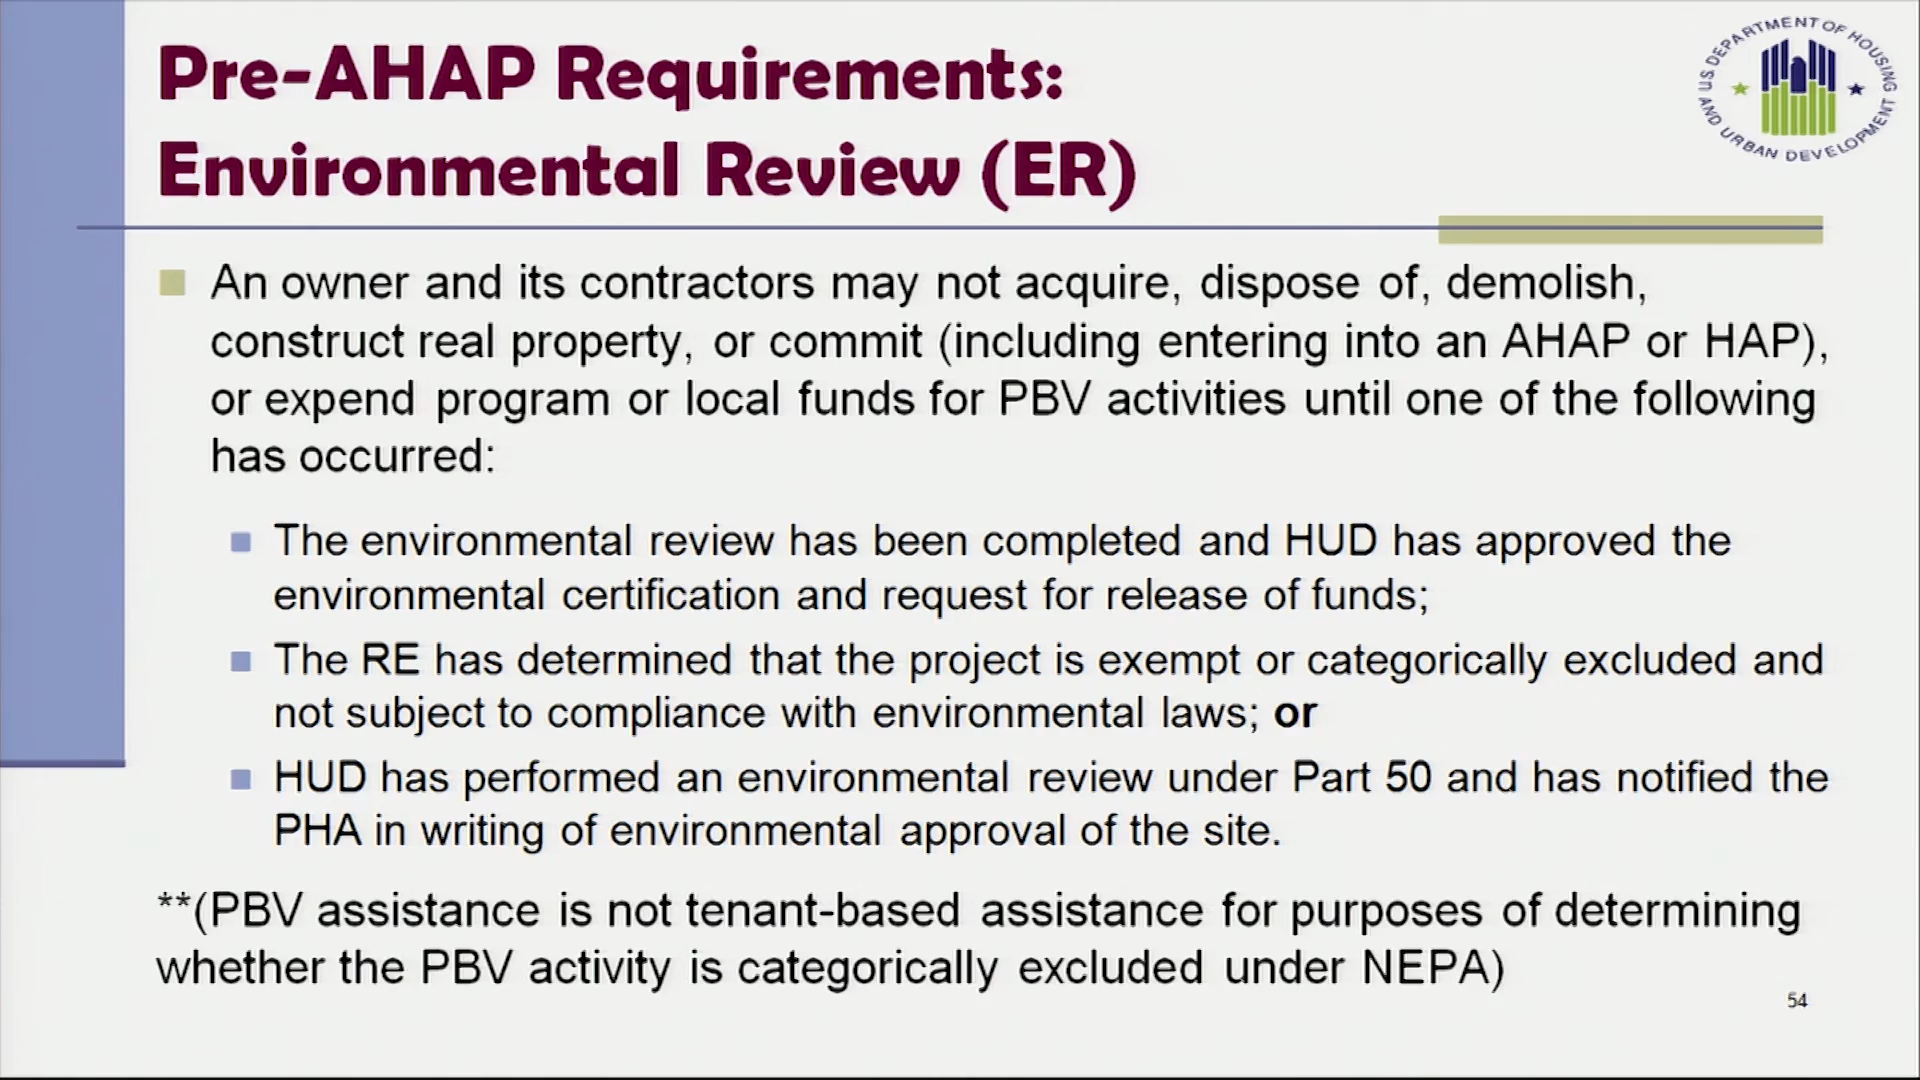 Pre-AHAP Requirements:
Environmental Review (ER)
US DEPARTMENT OF HOUSING
AND URBAN DEVELOPMENT
An owner and its contractors may not acquire, dispose of, demolish,
construct real property, or commit (including entering into an AHAP or HAP),
or expend program or local funds for PBV activities until one of the following
has occurred:
The environmental review has been completed and HUD has approved the
environmental certification and request for release of funds;
The RE has determined that the project is exempt or categorically excluded and
not subject to compliance with environmental laws; or
HUD has performed an environmental review under Part 50 and has notified the
PHA in writing of environmental approval of the site.
**(PBV assistance is not tenant-based assistance for purposes of determining
whether the PBV activity is categorically excluded under NEPA)
54